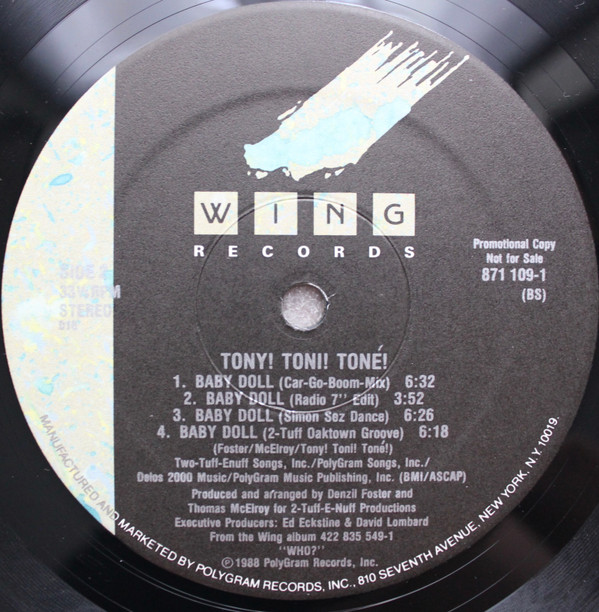 WING
RECORDS
Promotional Copy
Not for Sale
871 109-1
(BS)
SIDE
33⅓ RPM
STEREO
TONY! TONI! TONÉ!
1. BABY DOLL (Car-Go-Boom-Mix) 6:32
2. BABY DOLL (Radio 7" Edit) 3:52
3. BABY DOLL (Simon Sez Dance) 6:26
4. BABY DOLL (2-Tuff Oaktown Groove) 6:18
(Foster/McElroy/Tony! Toni! Toné!)
Two-Tuff-Enuff Songs, Inc./PolyGram Songs, Inc./
Delos 2000 Music/PolyGram Music Publishing, Inc. (BMI/ASCAP)
Produced and arranged by Denzil Foster and
Thomas McElroy for 2-Tuff-E-Nuff Productions
Executive Producers: Ed Eckstine & David Lombard
From the Wing album 422 835 549-1
"WHO?"
Ⓟ©1988 PolyGram Records, Inc.
MANUFACTURED AND MARKETED BY POLYGRAM RECORDS, INC., 810 SEVENTH AVENUE, NEW YORK, N.Y. 10019.